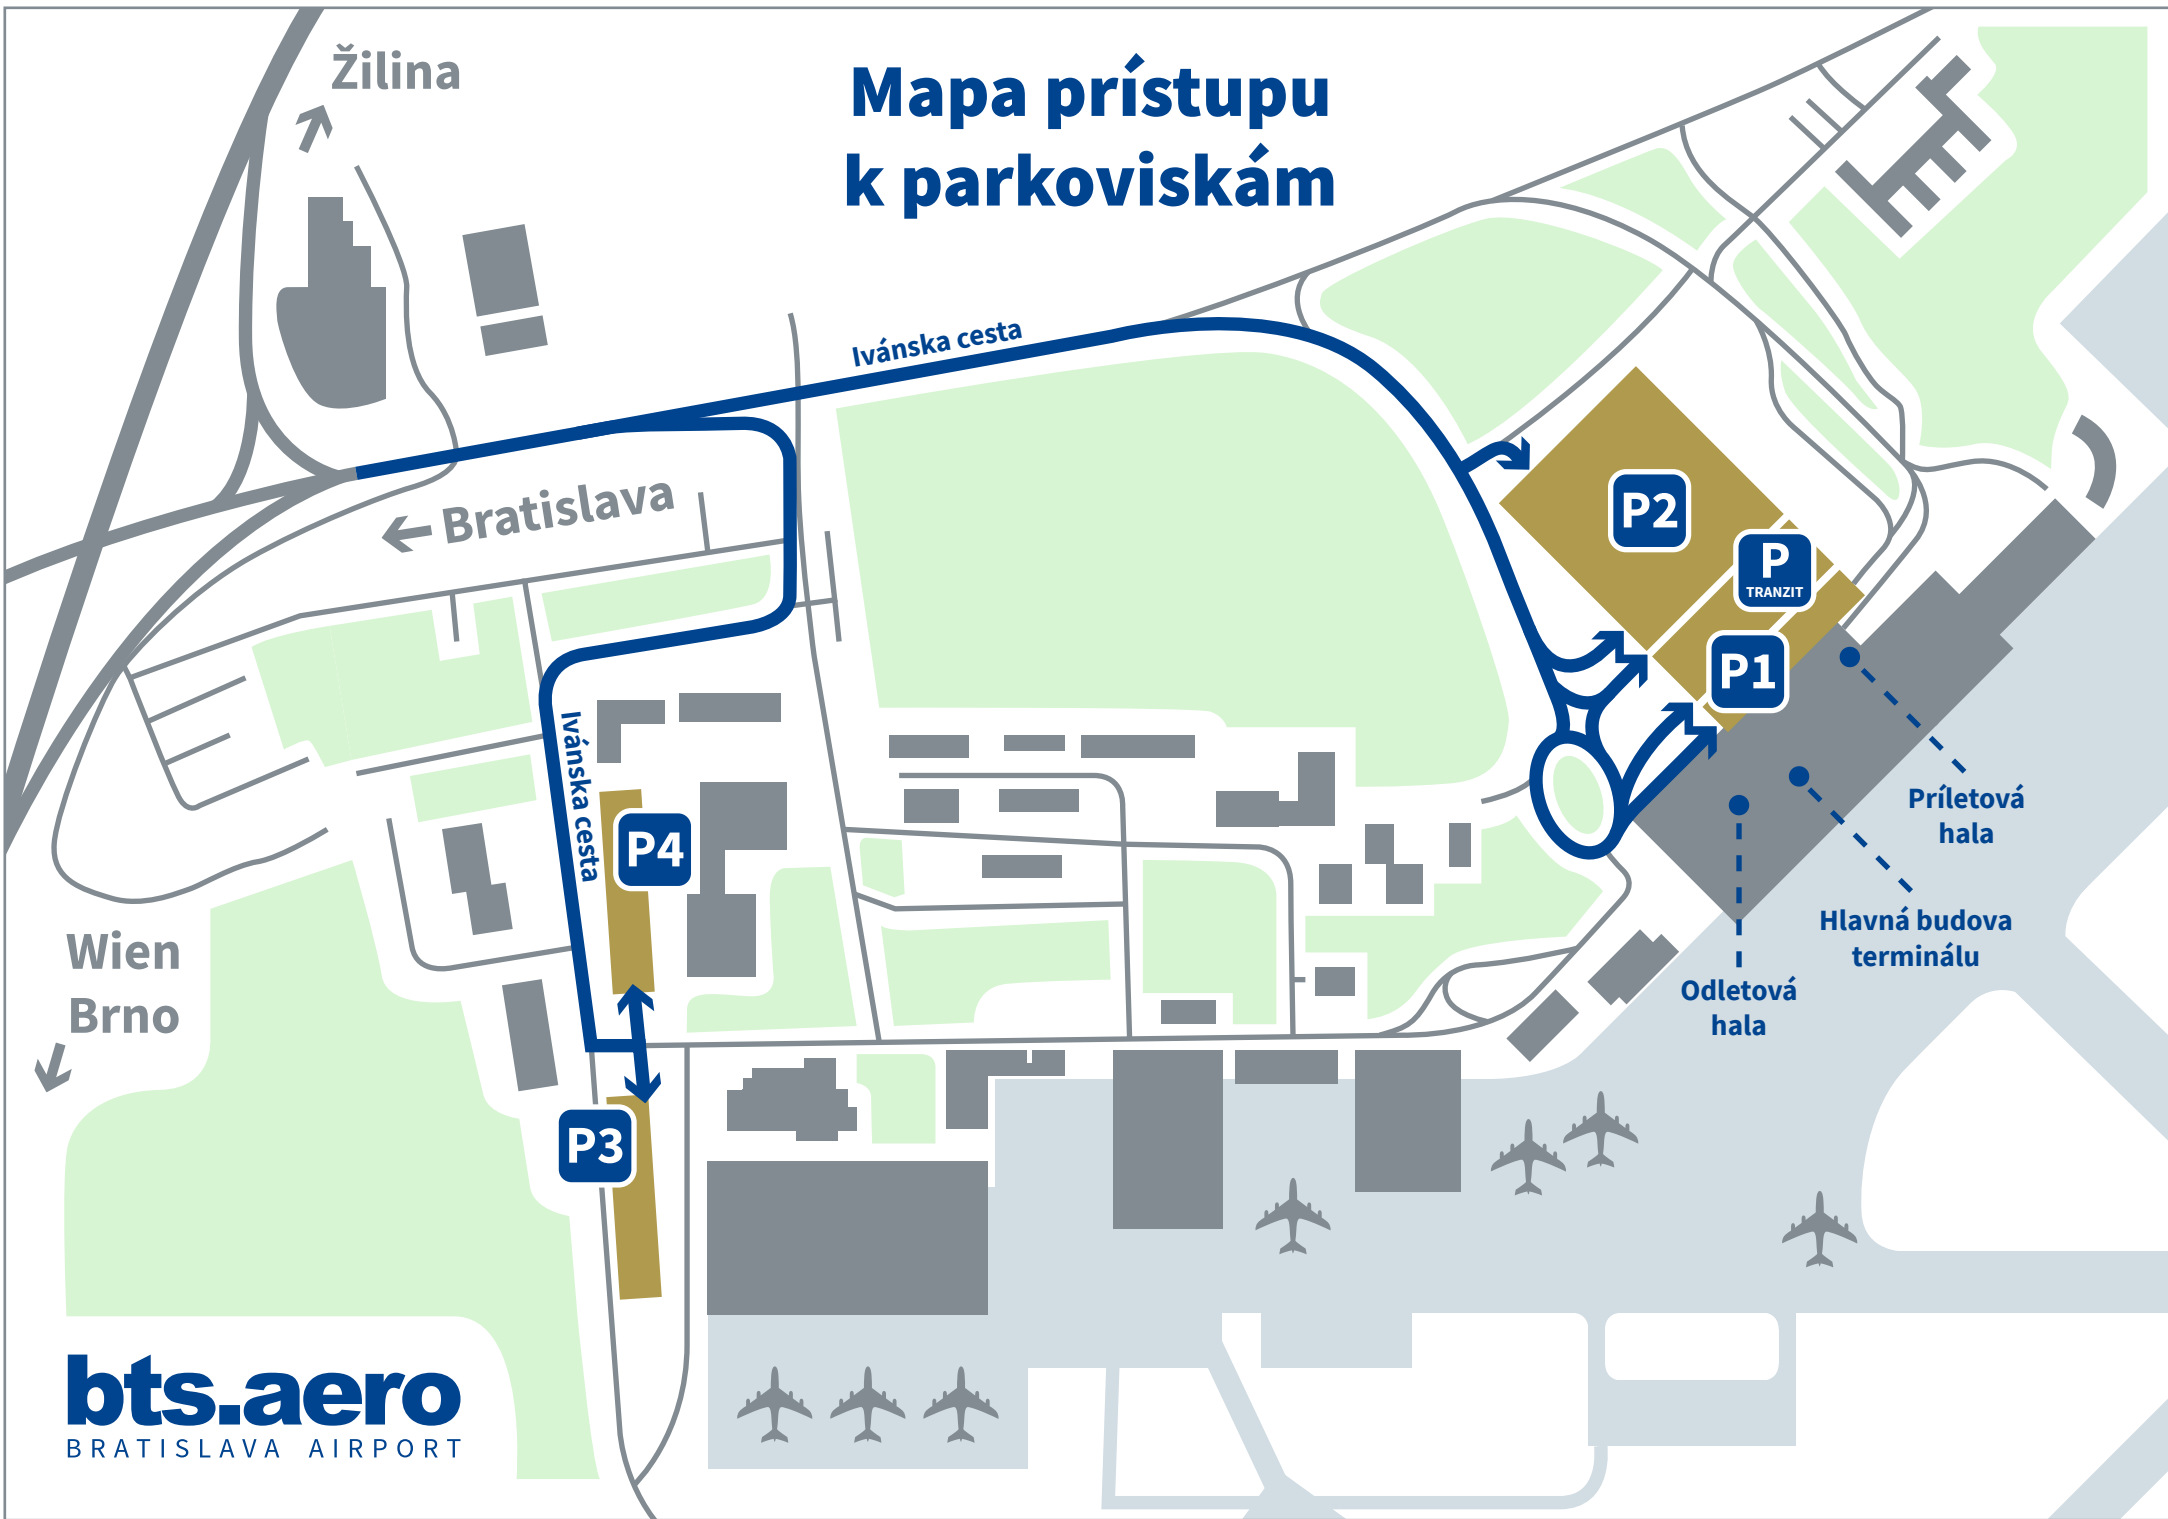 Mapa prístupu
k parkoviskám
Žilina
Ivánska cesta
Bratislava
P2
P
TRANZIT
P1
Ivánska cesta
P4
Príletová
hala
Hlavná budova
terminálu
Odletová
hala
Wien
Brno
P3
bts.aero
BRATISLAVA AIRPORT